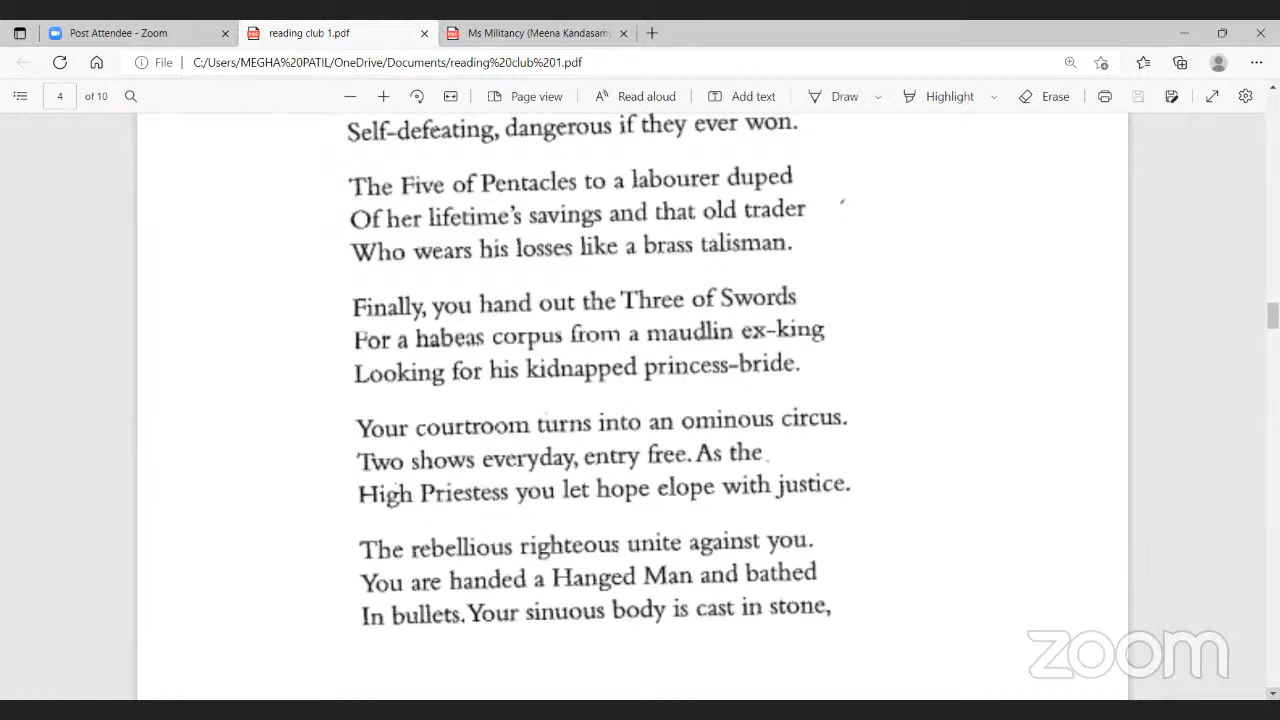 Post Attendee - Zoom
reading club 1.pdf
Ms Militancy (Meena Kandasam
File C:/Users/MEGHA%20PATIL/OneDrive/Documents/reading%20club%201.pdf
4 of 10
Page view
Read aloud
Add text
Draw
Highlight
Erase
Self-defeating, dangerous if they ever won.
The Five of Pentacles to a labourer duped
Of her lifetime's savings and that old trader
Who wears his losses like a brass talisman.
Finally, you hand out the Three of Swords
For a habeas corpus from a maudlin ex-king
Looking for his kidnapped princess-bride.
Your courtroom turns into an ominous circus.
Two shows everyday, entry free. As the
High Priestess you let hope elope with justice.
The rebellious righteous unite against you.
You are handed a Hanged Man and bathed
In bullets. Your sinuous body is cast in stone,
zoom